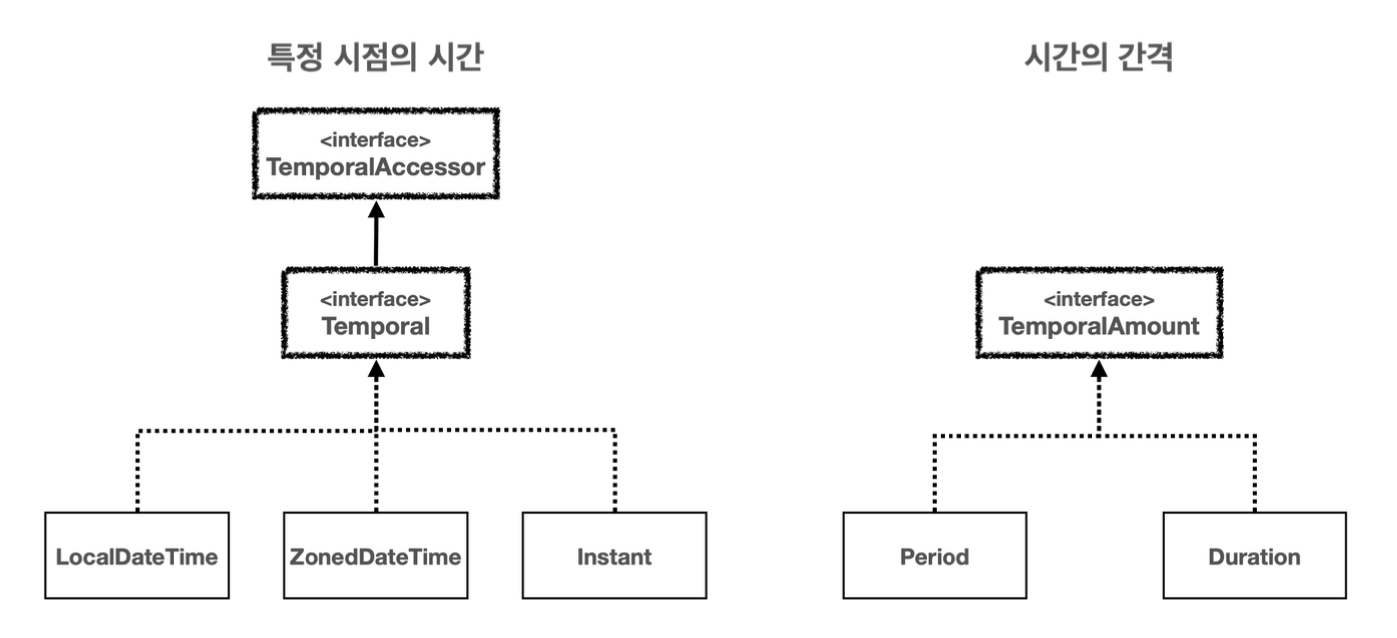 특정 시점의 시간
<interface>
TemporalAccessor
<interface>
Temporal
LocalDateTime
ZonedDateTime
Instant
시간의 간격
<interface>
TemporalAmount
Period
Duration